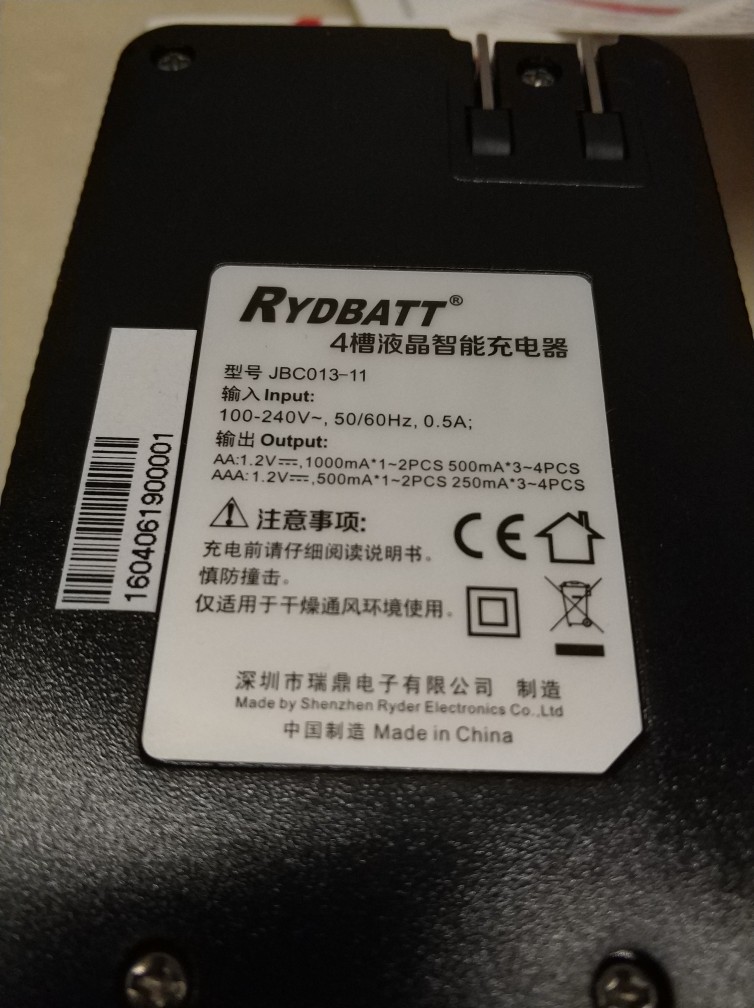 RYDBATT®
4槽液晶智能充电器
型号 JBC013-11
输入 Input:
100-240V~, 50/60Hz, 0.5A;
输出 Output:
AA:1.2V⎓,1000mA*1~2PCS 500mA*3~4PCS
AAA:1.2V⎓,500mA*1~2PCS 250mA*3~4PCS
注意事项:
充电前请仔细阅读说明书。
慎防撞击。
仅适用于干燥通风环境使用。
CE
深圳市瑞鼎电子有限公司 制造
Made by Shenzhen Ryder Electronics Co.,Ltd
中国制造 Made in China
1604061900001